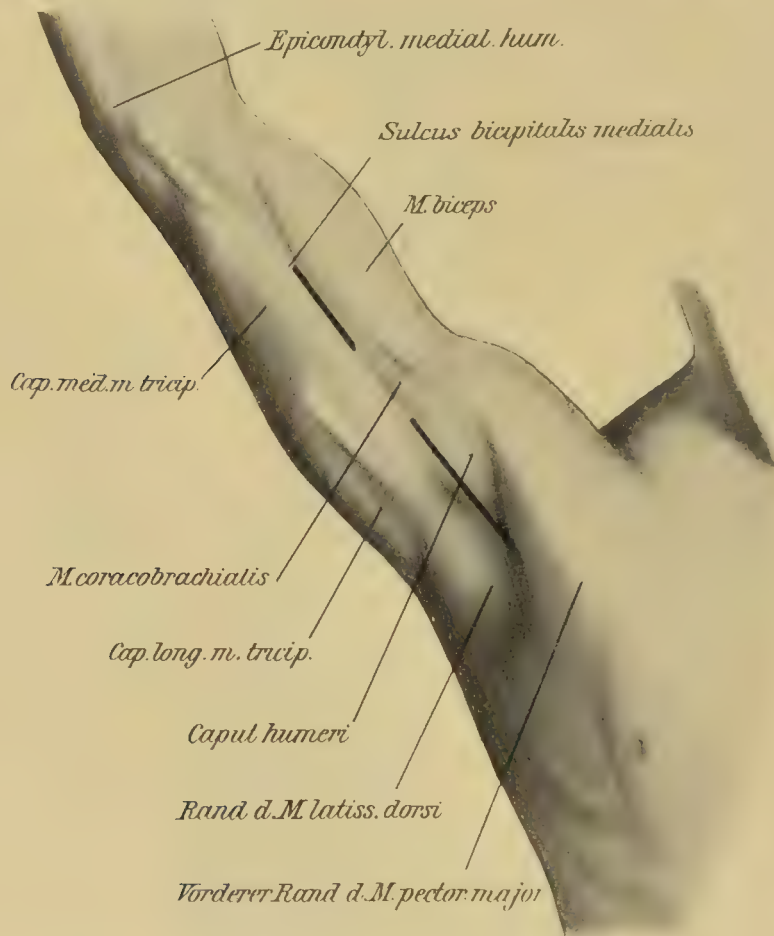 Epicondyl. medial. hum.
Sulcus bicipitalis medialis
M. biceps
Cap. med. m tricip.
M. coracobrachialis
Cap. long. m. tricip.
Caput humeri
Rand d. M. latiss. dorsi
Vorderer Rand d. M. pector. major